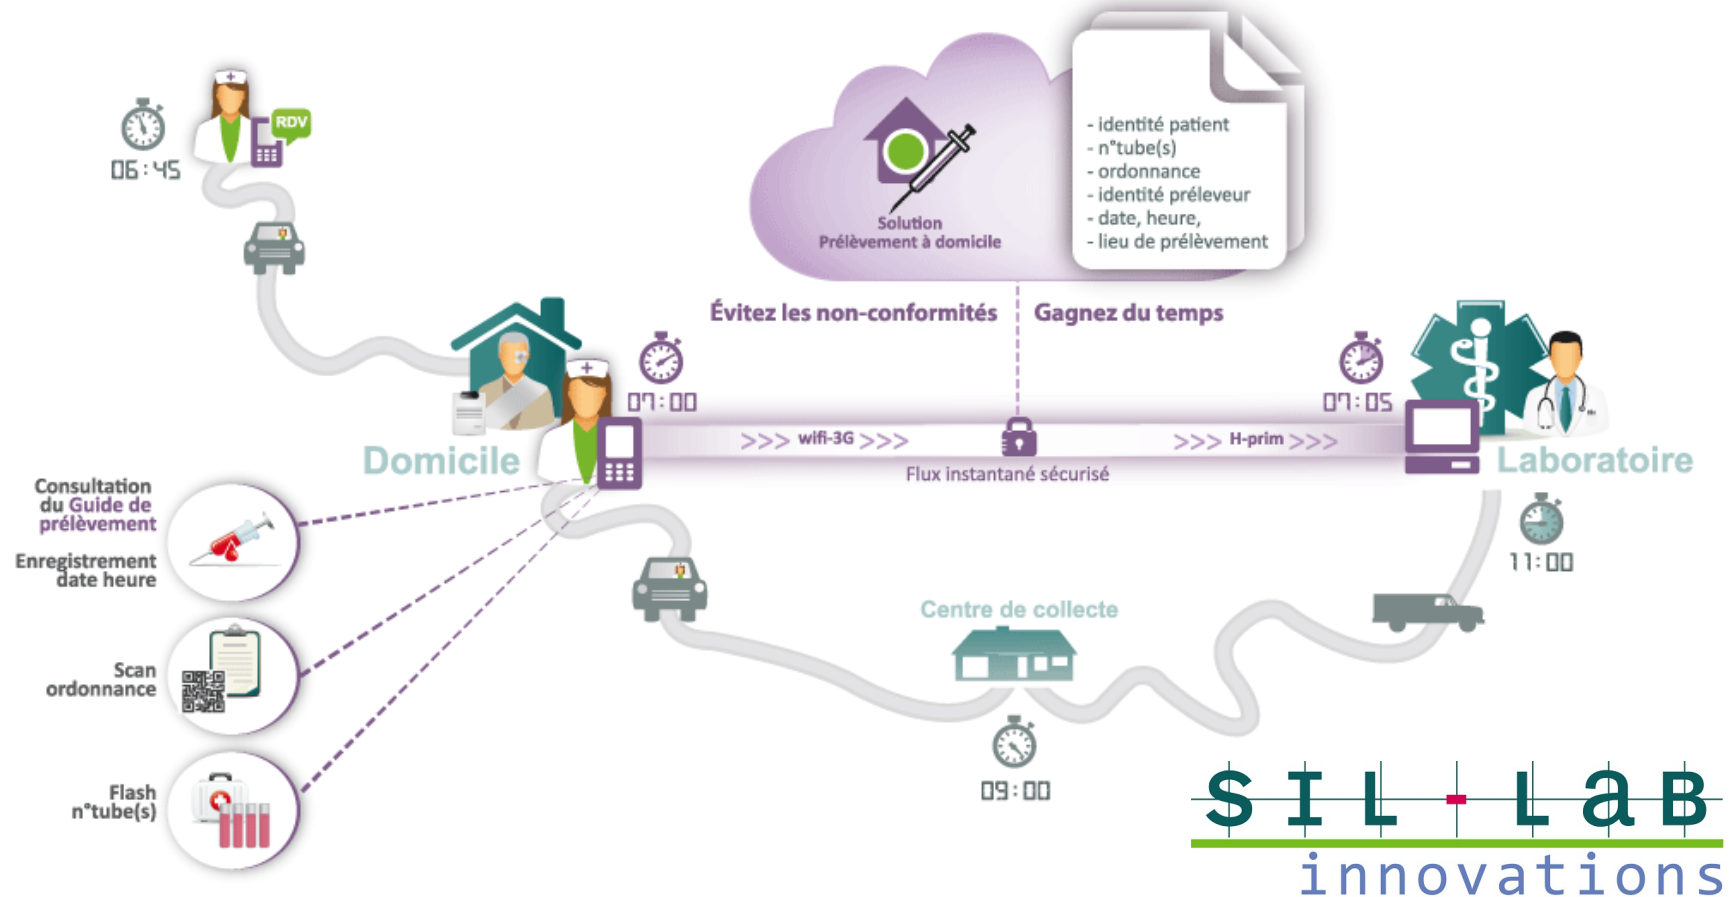 RDV
06:45
- identité patient
- n°tube(s)
- ordonnance
- identité préleveur
- date, heure,
- lieu de prélèvement
Solution
Prélèvement à domicile
Évitez les non-conformités
Gagnez du temps
07:00
07:05
>>> wifi-3G >>>
>>> H-prim >>>
Flux instantané sécurisé
Domicile
Laboratoire
Consultation
du Guide de
prélèvement
Enregistrement
date heure
11:00
Centre de collecte
Scan
ordonnance
09:00
Flash
n°tube(s)
SIL-LaB
innovations